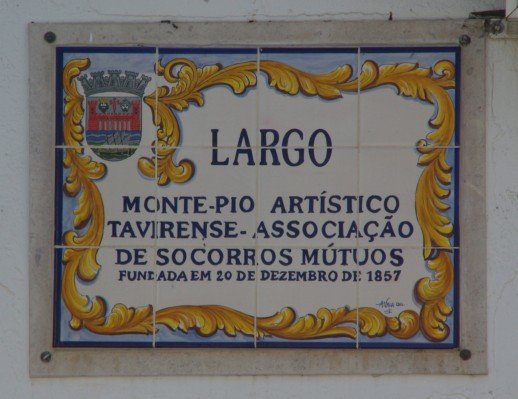 LARGO
MONTE-PIO ARTÍSTICO
TAVIRENSE-ASSOCIAÇÃO
DE SOCORROS MÚTUOS
FUNDADA EM 20 DE DEZEMBRO DE 1857